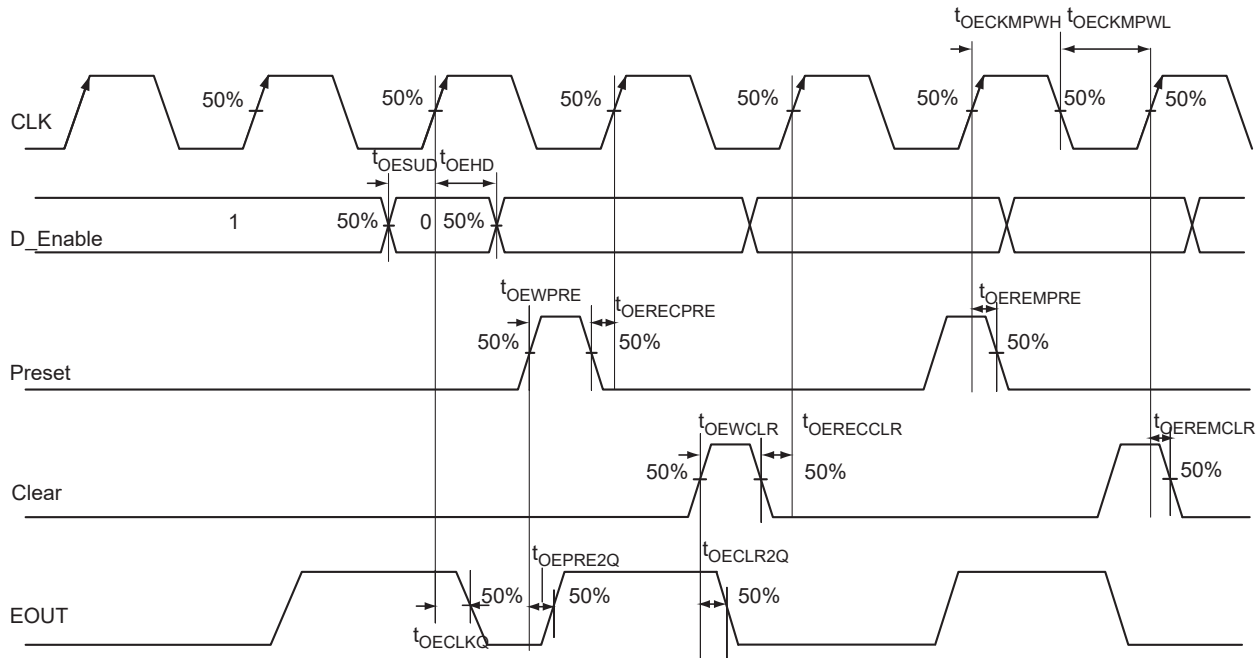 tOECKMPWH tOECKMPWL
CLK 50% 50% 50% 50% 50% 50% 50%
tOESUD tOEHD
D_Enable 1 50% 0 50%
tOEWPRE tOERECPRE tOEREMPRE
Preset 50% 50% 50%
tOEWCLR tOERECCLR tOEREMCLR
Clear 50% 50% 50%
tOEPRE2Q tOECLR2Q
EOUT 50% 50% 50%
tOECLKQ